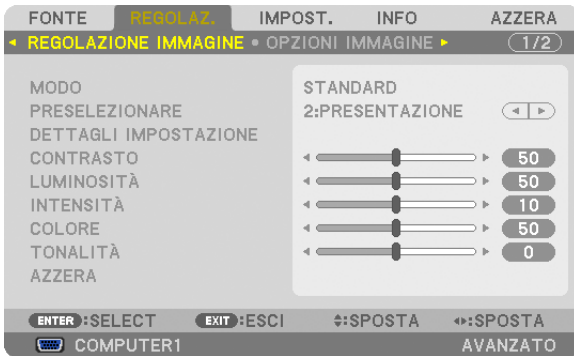 FONTE REGOLAZ. IMPOST. INFO AZZERA
REGOLAZIONE IMMAGINE • OPZIONI IMMAGINE 1/2
MODO STANDARD
PRESELEZIONARE 2:PRESENTAZIONE
DETTAGLI IMPOSTAZIONE
CONTRASTO 50
LUMINOSITÀ 50
INTENSITÀ 10
COLORE 50
TONALITÀ 0
AZZERA
ENTER :SELECT EXIT :ESCI :SPOSTA :SPOSTA
COMPUTER1 AVANZATO